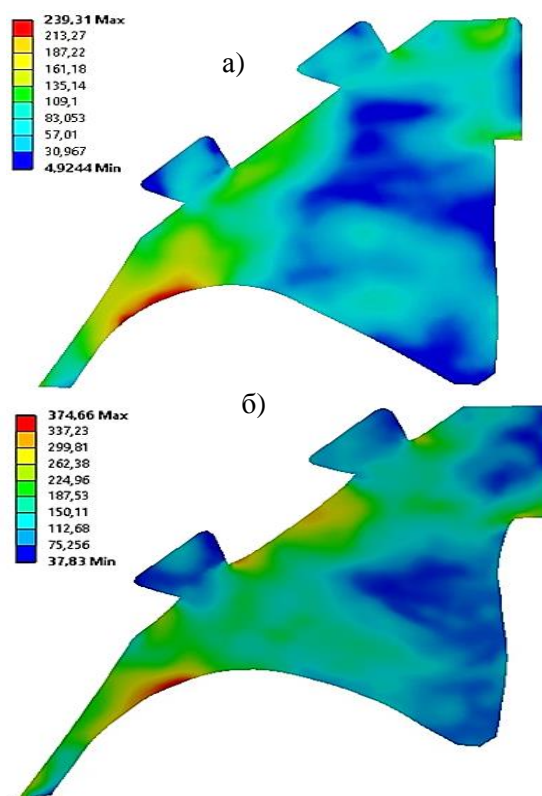 239,31 Max
213,27
187,22
161,18
135,14
109,1
83,053
57,01
30,967
4,9244 Min
а)
б)
374,66 Max
337,23
299,81
262,38
224,96
187,53
150,11
112,68
75,256
37,83 Min